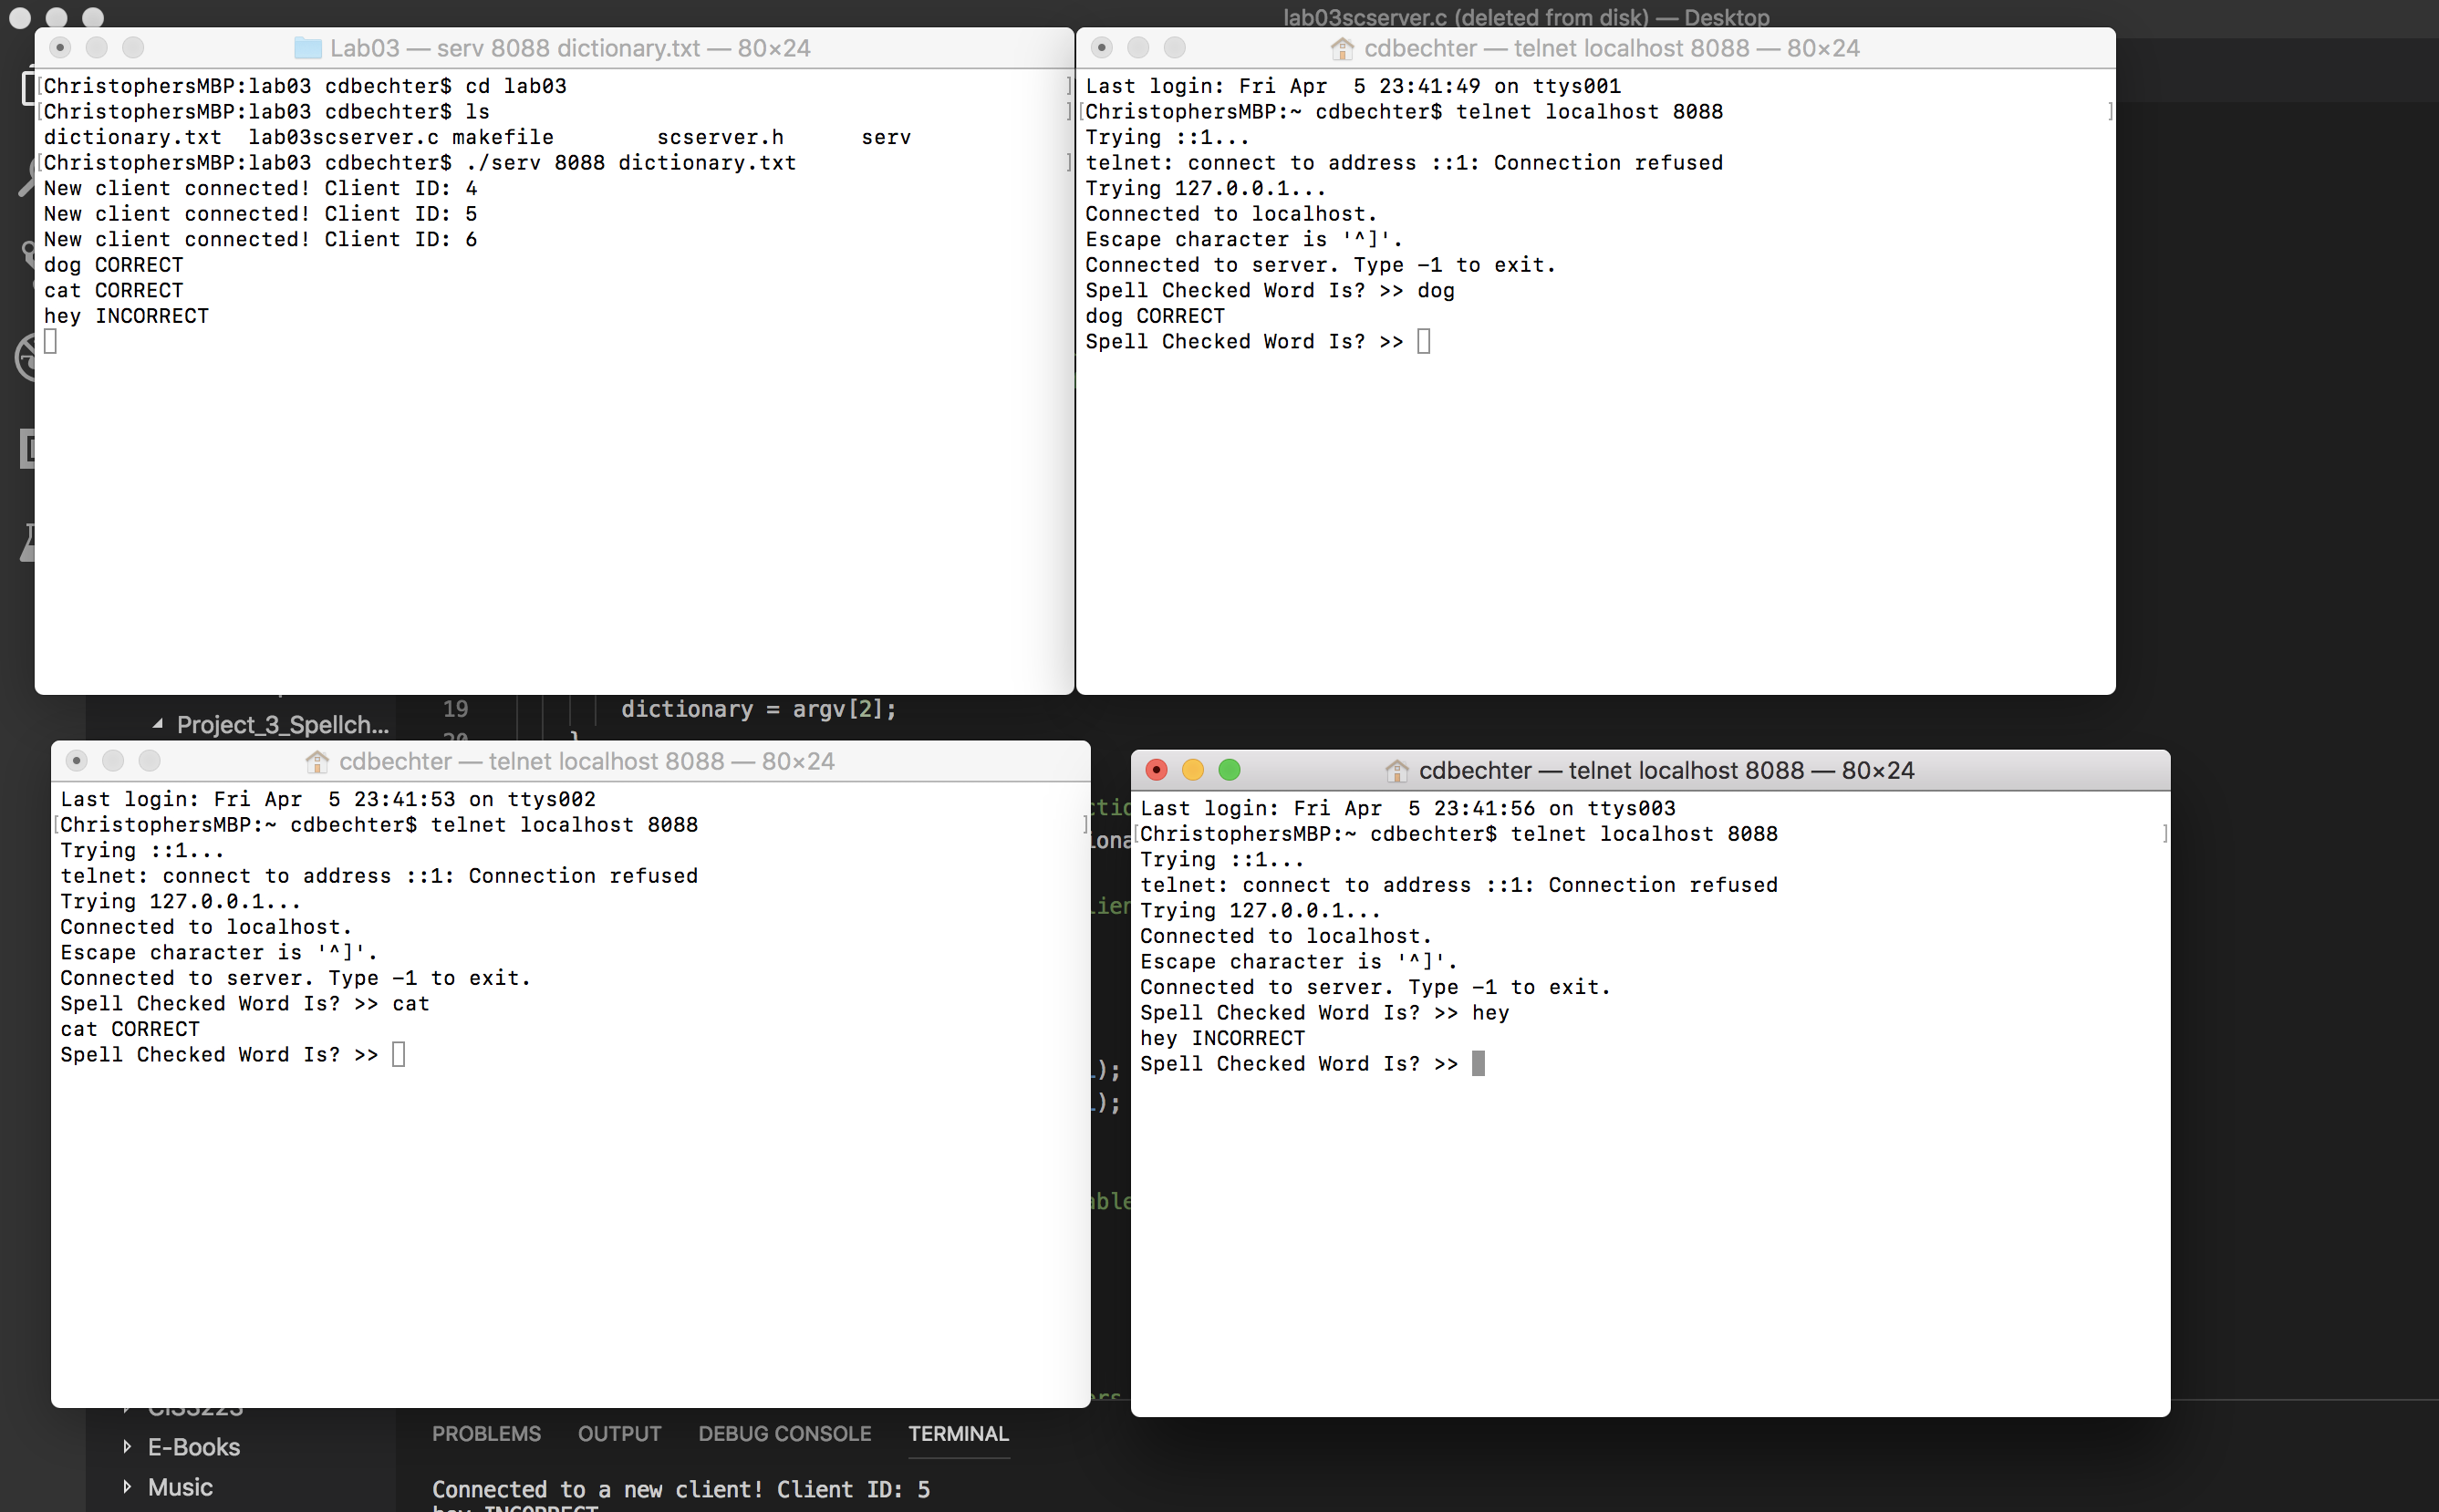 lab03scserver.c (deleted from disk) — Desktop
Lab03 — serv 8088 dictionary.txt — 80×24
[ChristophersMBP:lab03 cdbechter$ cd lab03 ]
[ChristophersMBP:lab03 cdbechter$ ls ]
dictionary.txt lab03scserver.c makefile scserver.h serv
[ChristophersMBP:lab03 cdbechter$ ./serv 8088 dictionary.txt ]
New client connected! Client ID: 4
New client connected! Client ID: 5
New client connected! Client ID: 6
dog CORRECT
cat CORRECT
hey INCORRECT
cdbechter — telnet localhost 8088 — 80×24
Last login: Fri Apr  5 23:41:49 on ttys001
[ChristophersMBP:~ cdbechter$ telnet localhost 8088 ]
Trying ::1...
telnet: connect to address ::1: Connection refused
Trying 127.0.0.1...
Connected to localhost.
Escape character is '^]'.
Connected to server. Type -1 to exit.
Spell Checked Word Is? >> dog
dog CORRECT
Spell Checked Word Is? >>
Project_3_Spellch...
19 dictionary = argv[2];
20 }
cdbechter — telnet localhost 8088 — 80×24
Last login: Fri Apr  5 23:41:53 on ttys002
[ChristophersMBP:~ cdbechter$ telnet localhost 8088 ]
Trying ::1...
telnet: connect to address ::1: Connection refused
Trying 127.0.0.1...
Connected to localhost.
Escape character is '^]'.
Connected to server. Type -1 to exit.
Spell Checked Word Is? >> cat
cat CORRECT
Spell Checked Word Is? >>
);
);
cdbechter — telnet localhost 8088 — 80×24
Last login: Fri Apr  5 23:41:56 on ttys003
[ChristophersMBP:~ cdbechter$ telnet localhost 8088 ]
Trying ::1...
telnet: connect to address ::1: Connection refused
Trying 127.0.0.1...
Connected to localhost.
Escape character is '^]'.
Connected to server. Type -1 to exit.
Spell Checked Word Is? >> hey
hey INCORRECT
Spell Checked Word Is? >>
E-Books
Music
PROBLEMS OUTPUT DEBUG CONSOLE TERMINAL
Connected to a new client! Client ID: 5
hey INCORRECT